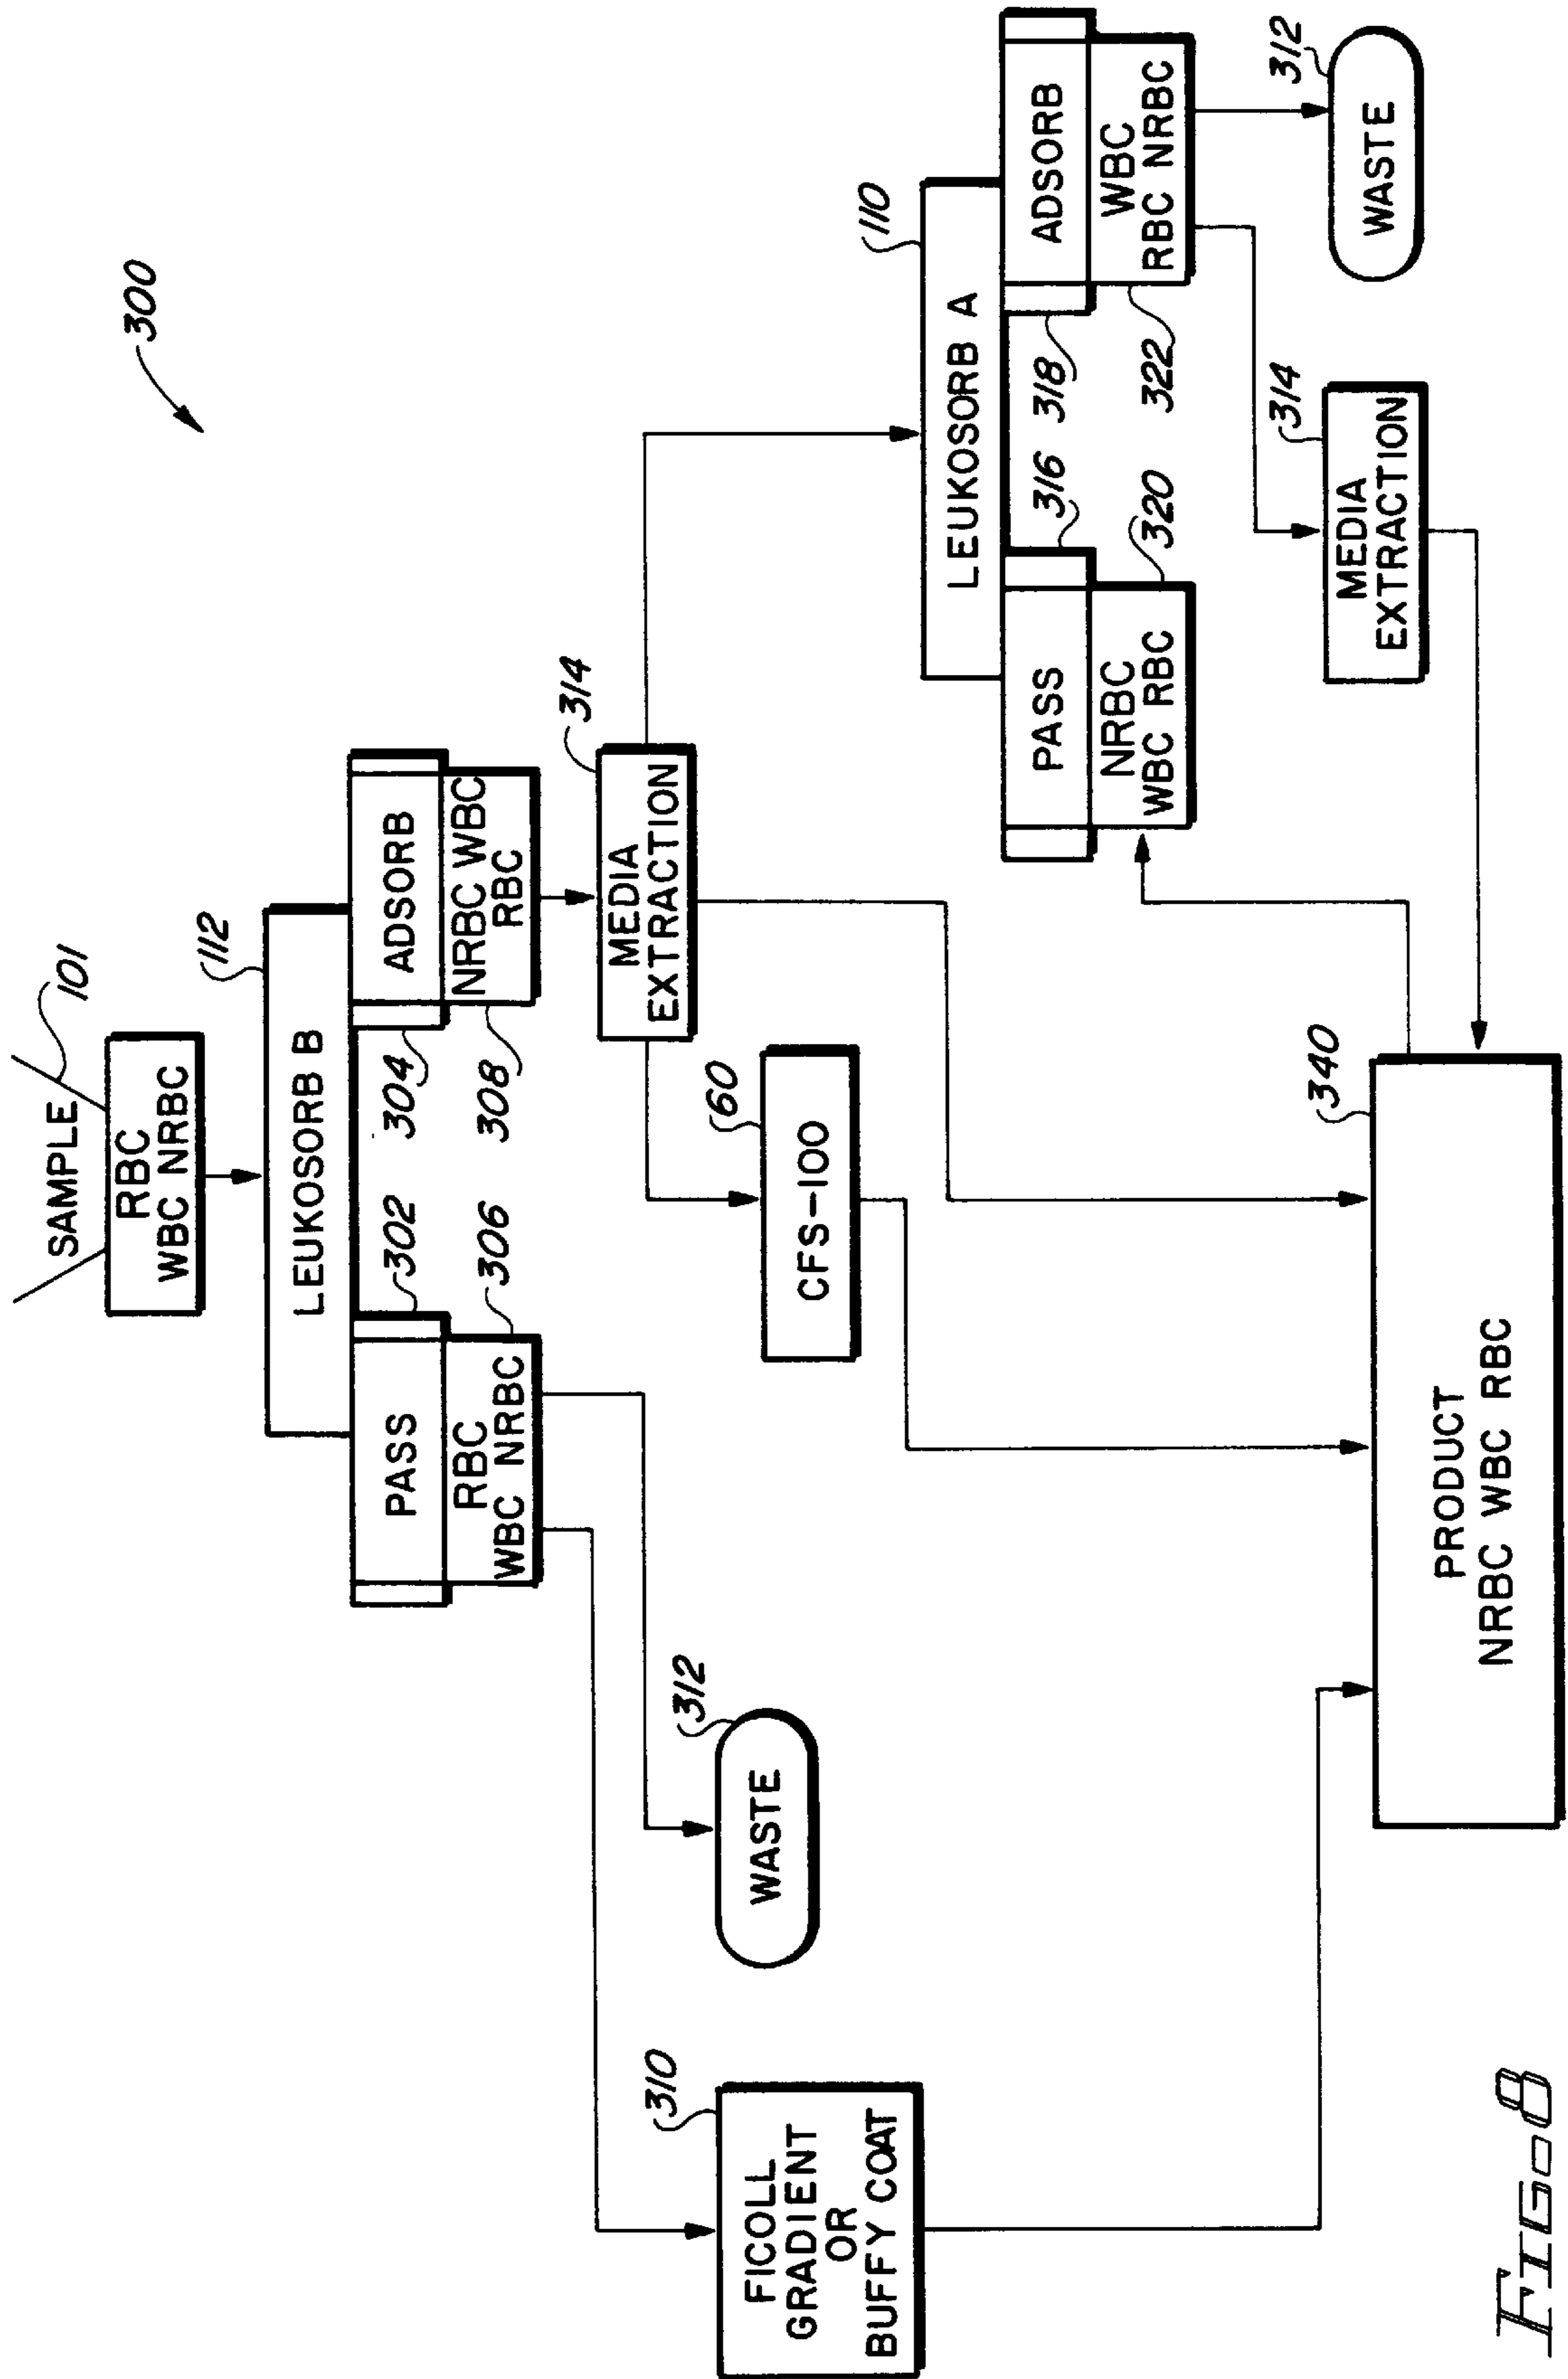 300
SAMPLE
101
RBC
WBC NRBC
112
LEUKOSORB B
PASS
302
304
ADSORB
RBC
WBC NRBC
306
308
NRBC WBC
RBC
314
MEDIA
EXTRACTION
60
CFS-100
312
WASTE
310
FICOLL
GRADIENT
OR
BUFFY COAT
110
LEUKOSORB A
PASS
316
318
ADSORB
NRBC
WBC RBC
320
322
WBC
RBC NRBC
314
MEDIA
EXTRACTION
312
WASTE
340
PRODUCT
NRBC WBC RBC
FIG. 8